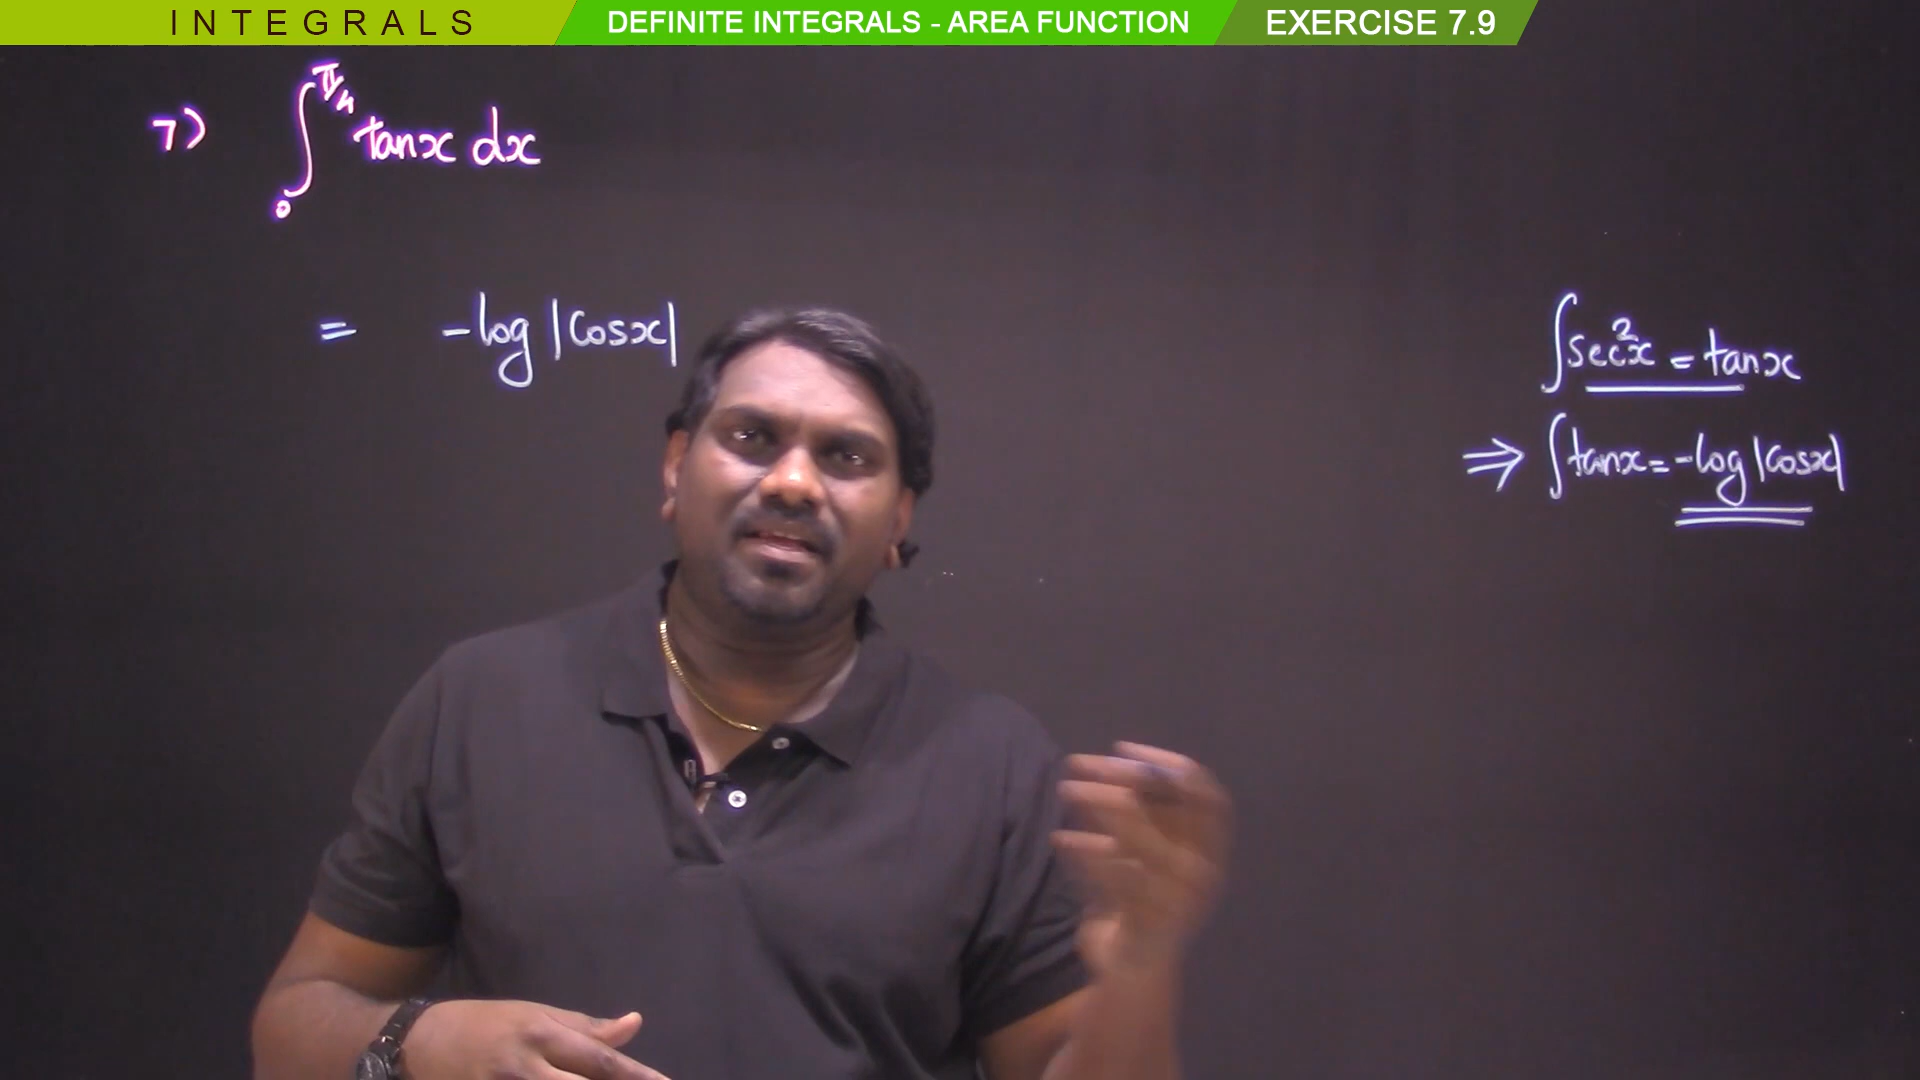 INTEGRALS DEFINITE INTEGRALS - AREA FUNCTION EXERCISE 7.9
7) ∫₀^π/4 tanx dx
= -log |cosx|
∫sec²x = tanx
⇒ ∫tanx = -log |cosx|